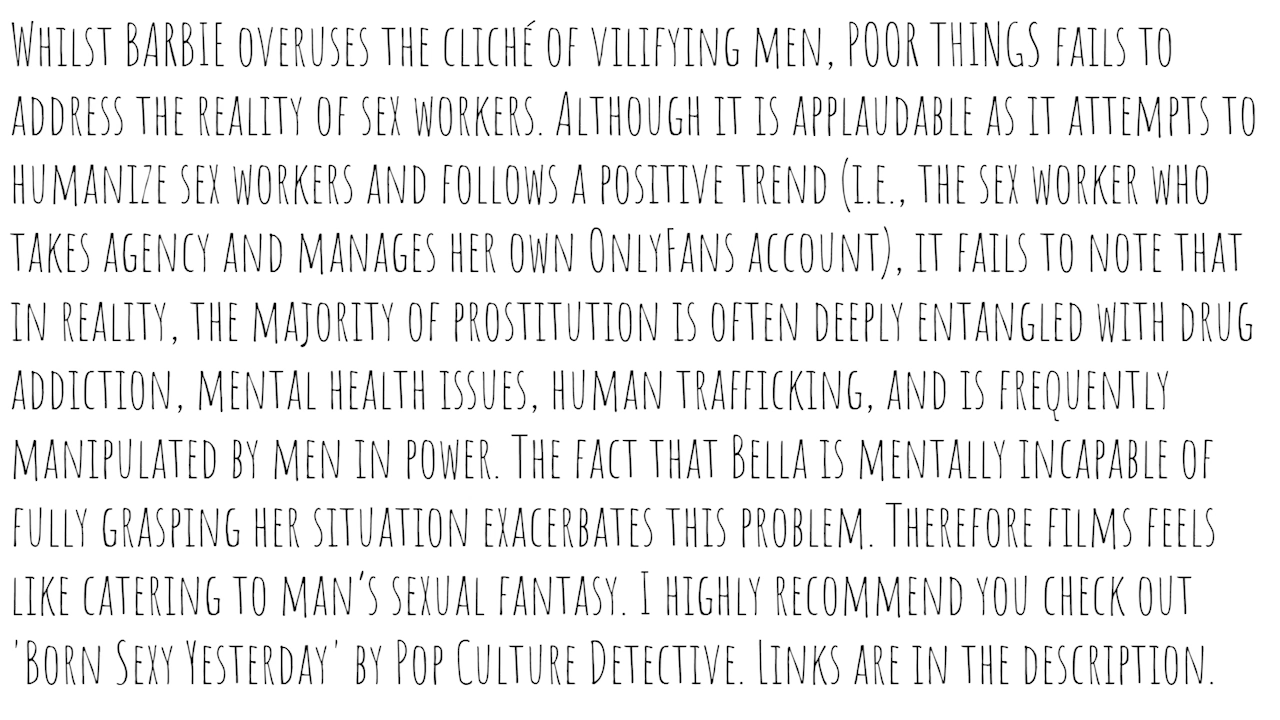 Whilst BARBIE overuses the cliché of vilifying men, POOR THINGS fails to
address the reality of sex workers. Although it is applaudable as it attempts to
humanize sex workers and follows a positive trend (i.e., the sex worker who
takes agency and manages her own OnlyFans account), it fails to note that
in reality, the majority of prostitution is often deeply entangled with drug
addiction, mental health issues, human trafficking, and is frequently
manipulated by men in power. The fact that Bella is mentally incapable of
fully grasping her situation exacerbates this problem. Therefore films feels
like catering to man's sexual fantasy. I highly recommend you check out
'Born Sexy Yesterday' by Pop Culture Detective. Links are in the description.